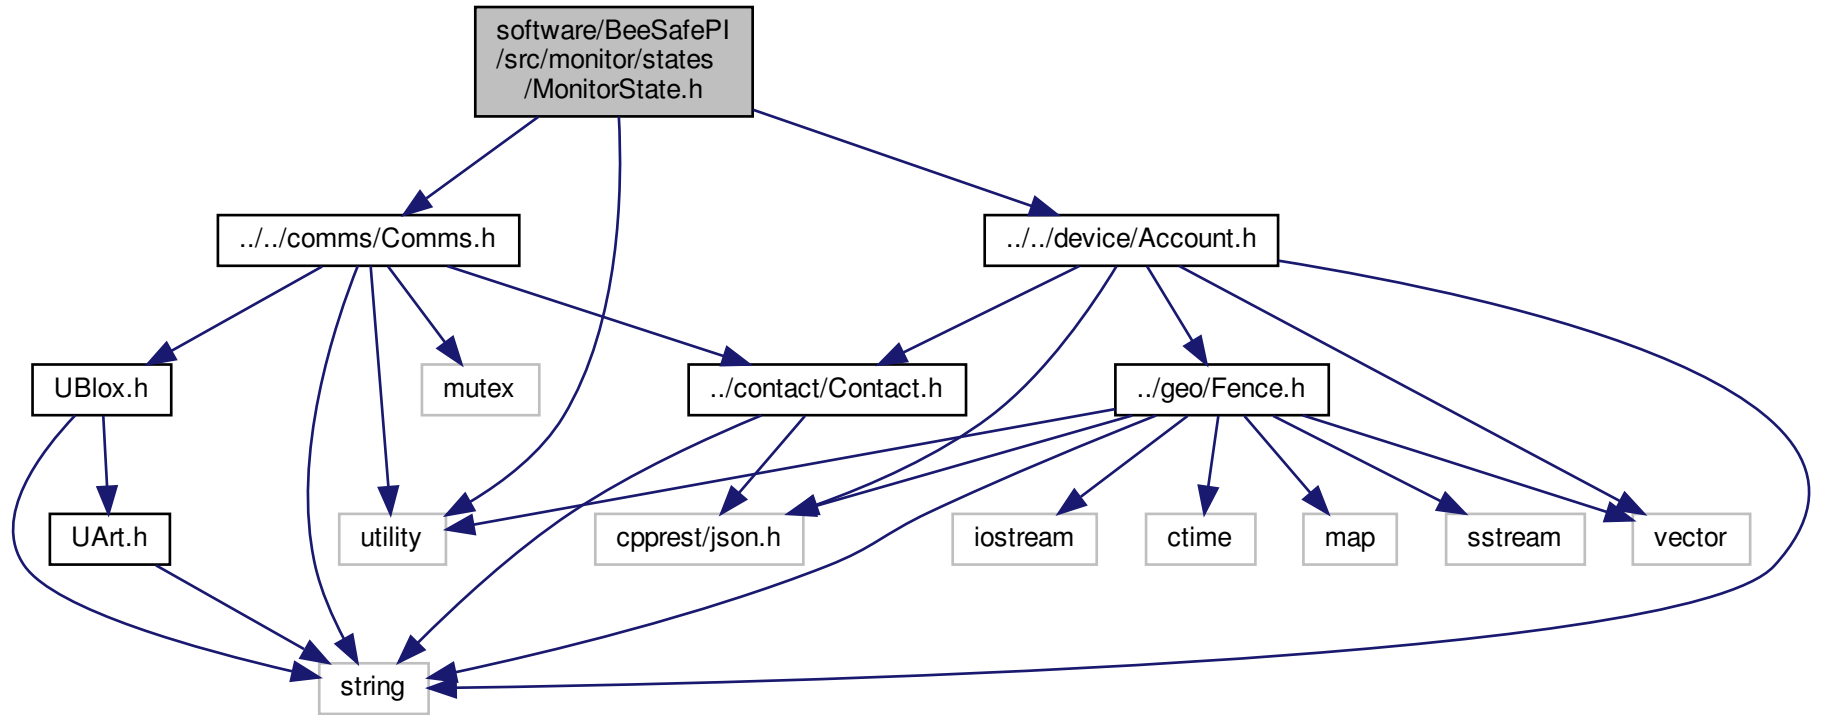 software/BeeSafePI
/src/monitor/states
/MonitorState.h
../../comms/Comms.h
../../device/Account.h
UBlox.h
mutex
../contact/Contact.h
../geo/Fence.h
UArt.h
utility
cpprest/json.h
iostream
ctime
map
sstream
vector
string